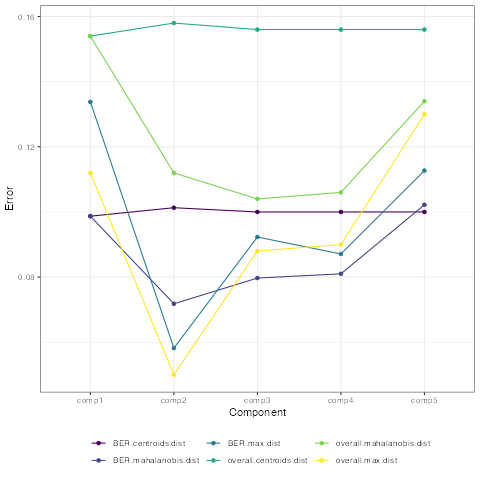 0.16
0.12
0.08
Error
comp1 comp2 comp3 comp4 comp5
Component
BER.centroids.dist BER.max.dist overall.mahalanobis.dist
BER.mahalanobis.dist overall.centroids.dist overall.max.dist